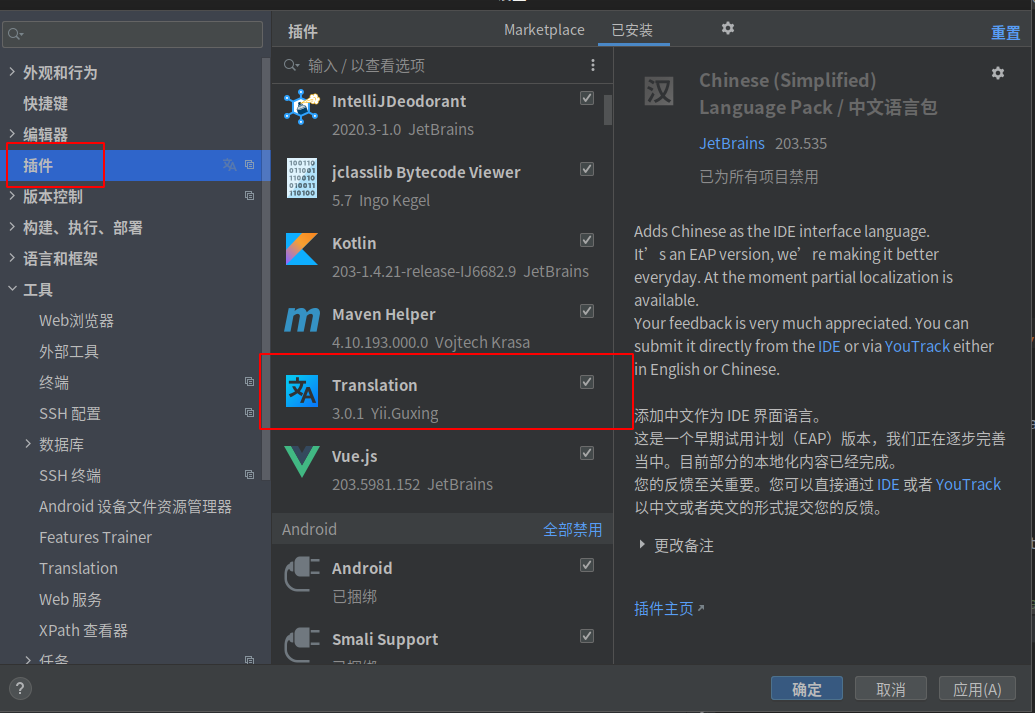 插件
Marketplace
已安装
重置
外观和行为
快捷键
编辑器
插件
版本控制
构建、执行、部署
语言和框架
工具
Web浏览器
外部工具
终端
SSH 配置
数据库
SSH 终端
Android 设备文件资源管理器
Features Trainer
Translation
Web 服务
XPath 查看器
任务
输入 / 以查看选项
IntelliJDeodorant
2020.3-1.0 JetBrains
jclasslib Bytecode Viewer
5.7 Ingo Kegel
Kotlin
203-1.4.21-release-IJ6682.9 JetBrains
Maven Helper
4.10.193.000.0 Vojtech Krasa
Translation
3.0.1 Yii.Guxing
Vue.js
203.5981.152 JetBrains
Android
全部禁用
Android
已捆绑
Smali Support
汉
Chinese (Simplified)
Language Pack / 中文语言包
JetBrains 203.535
已为所有项目禁用
Adds Chinese as the IDE interface language.
It’s an EAP version, we’re making it better
everyday. At the moment partial localization is
available.
Your feedback is very much appreciated. You can
submit it directly from the IDE or via YouTrack either
in English or Chinese.
添加中文作为 IDE 界面语言。
这是一个早期试用计划（EAP）版本，我们正在逐步完善
当中。目前部分的本地化内容已经完成。
您的反馈至关重要。您可以直接通过 IDE 或者 YouTrack
以中文或者英文的形式提交您的反馈。
更改备注
插件主页
?
确定
取消
应用(A)